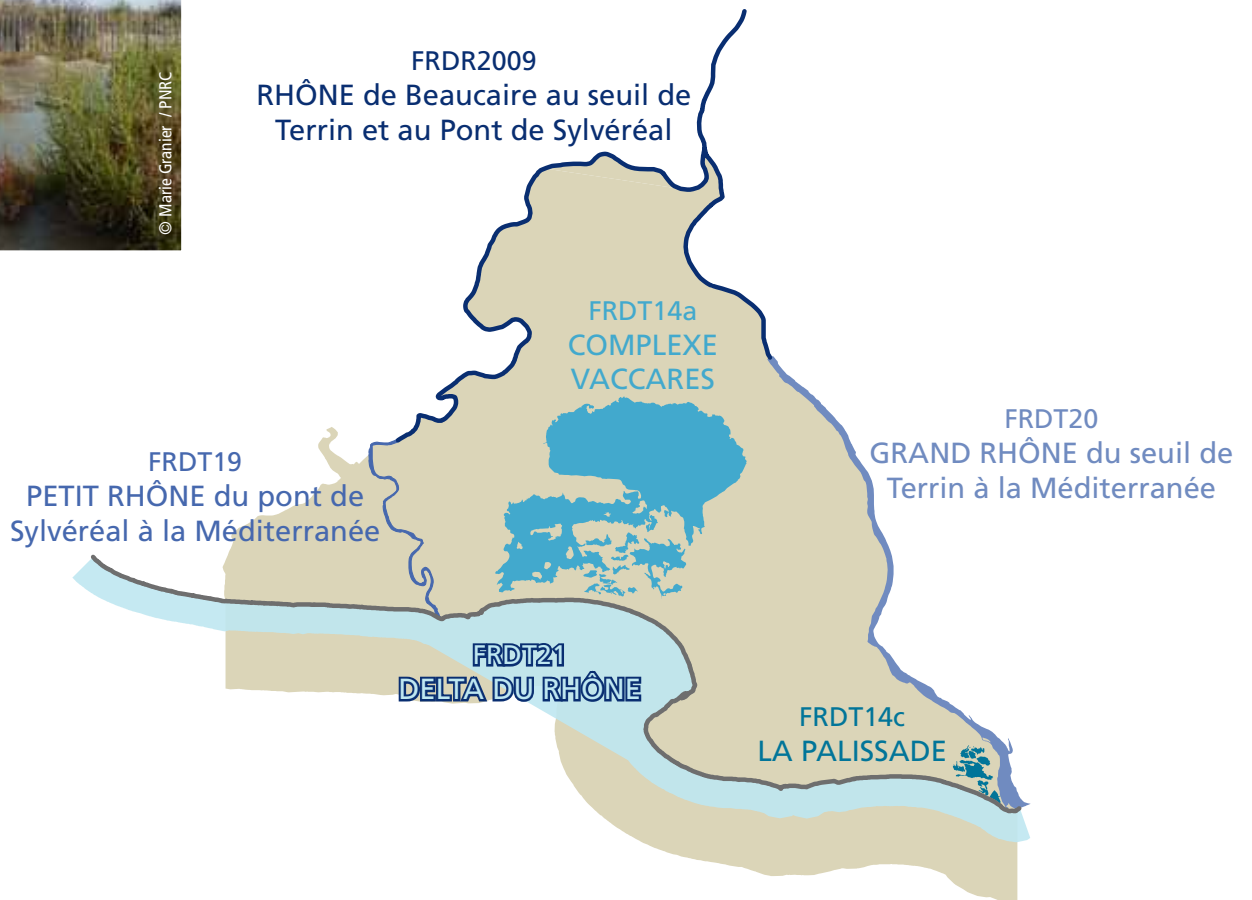 © Marie Granier / PNRC
FRDR2009
RHÔNE de Beaucaire au seuil de
Terrin et au Pont de Sylvéréal
FRDT14a
COMPLEXE
VACCARES
FRDT20
GRAND RHÔNE du seuil de
Terrin à la Méditerranée
FRDT19
PETIT RHÔNE du pont de
Sylvéréal à la Méditerranée
FRDT21
DELTA DU RHÔNE
FRDT14c
LA PALISSADE